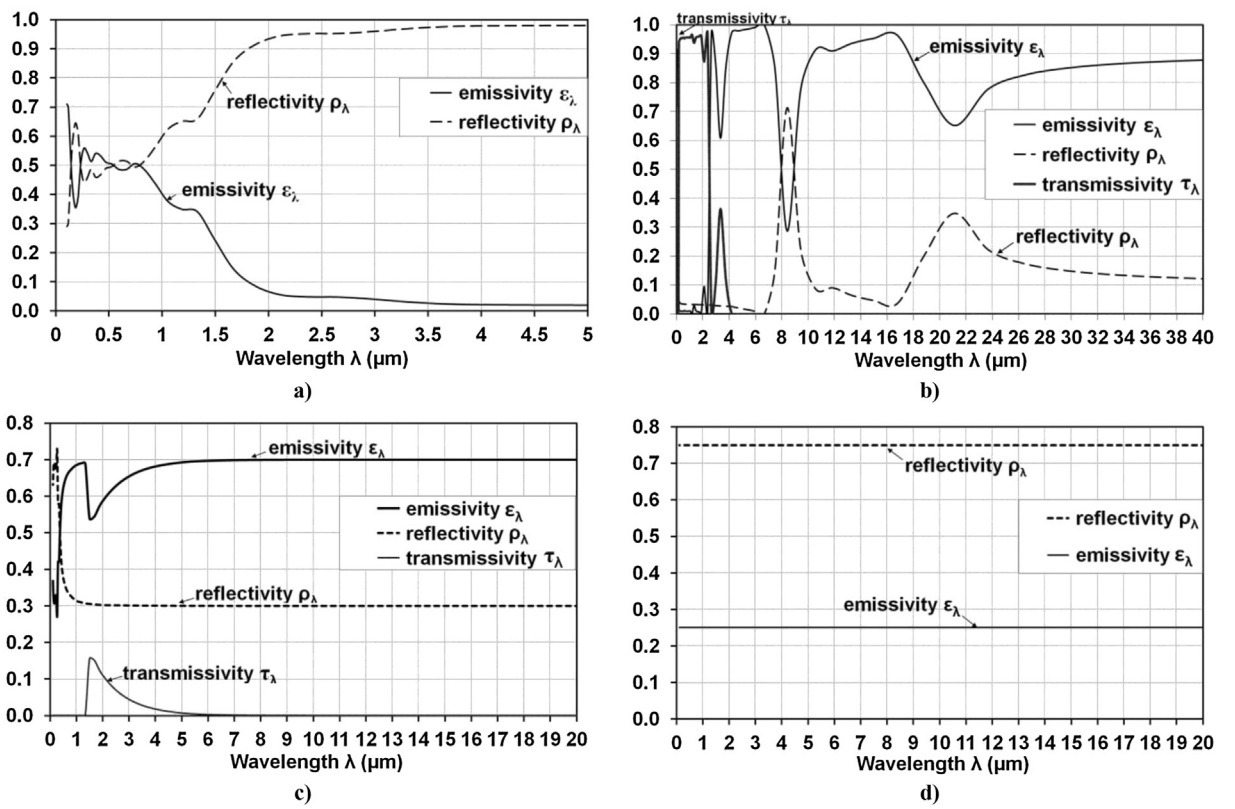 1.0
0.9
0.8
0.7
0.6
0.5
0.4
0.3
0.2
0.1
0.0
reflectivity ρλ
emissivity ελ
emissivity ελ
reflectivity ρλ
0 0.5 1 1.5 2 2.5 3 3.5 4 4.5 5
Wavelength λ (µm)
a)
transmissivity τλ
1.0
0.9
0.8
0.7
0.6
0.5
0.4
0.3
0.2
0.1
0.0
emissivity ελ
emissivity ελ
reflectivity ρλ
transmissivity τλ
reflectivity ρλ
0 2 4 6 8 10 12 14 16 18 20 22 24 26 28 30 32 34 36 38 40
Wavelength λ (µm)
b)
0.8
0.7
0.6
0.5
0.4
0.3
0.2
0.1
0.0
emissivity ελ
emissivity ελ
reflectivity ρλ
transmissivity τλ
reflectivity ρλ
transmissivity τλ
0 1 2 3 4 5 6 7 8 9 10 11 12 13 14 15 16 17 18 19 20
Wavelength λ (µm)
c)
0.8
0.7
0.6
0.5
0.4
0.3
0.2
0.1
0.0
reflectivity ρλ
reflectivity ρλ
emissivity ελ
emissivity ελ
0 1 2 3 4 5 6 7 8 9 10 11 12 13 14 15 16 17 18 19 20
Wavelength λ (µm)
d)